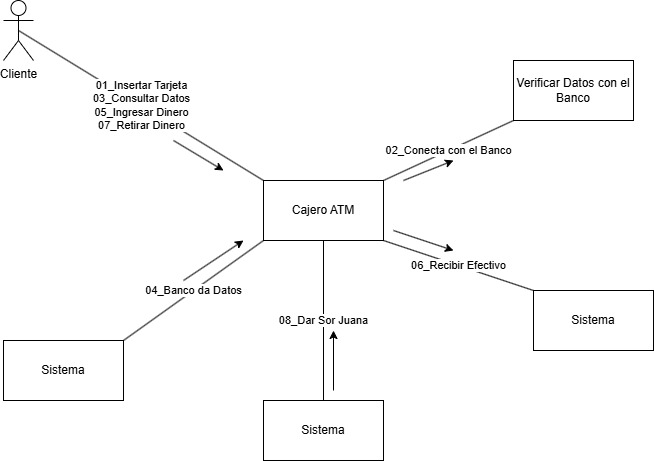 Cliente
01_Insertar Tarjeta
03_Consultar Datos
05_Ingresar Dinero
07_Retirar Dinero
Verificar Datos con el
Banco
02_Conecta con el Banco
Cajero ATM
04_Banco da Datos
06_Recibir Efectivo
08_Dar Sor Juana
Sistema
Sistema
Sistema